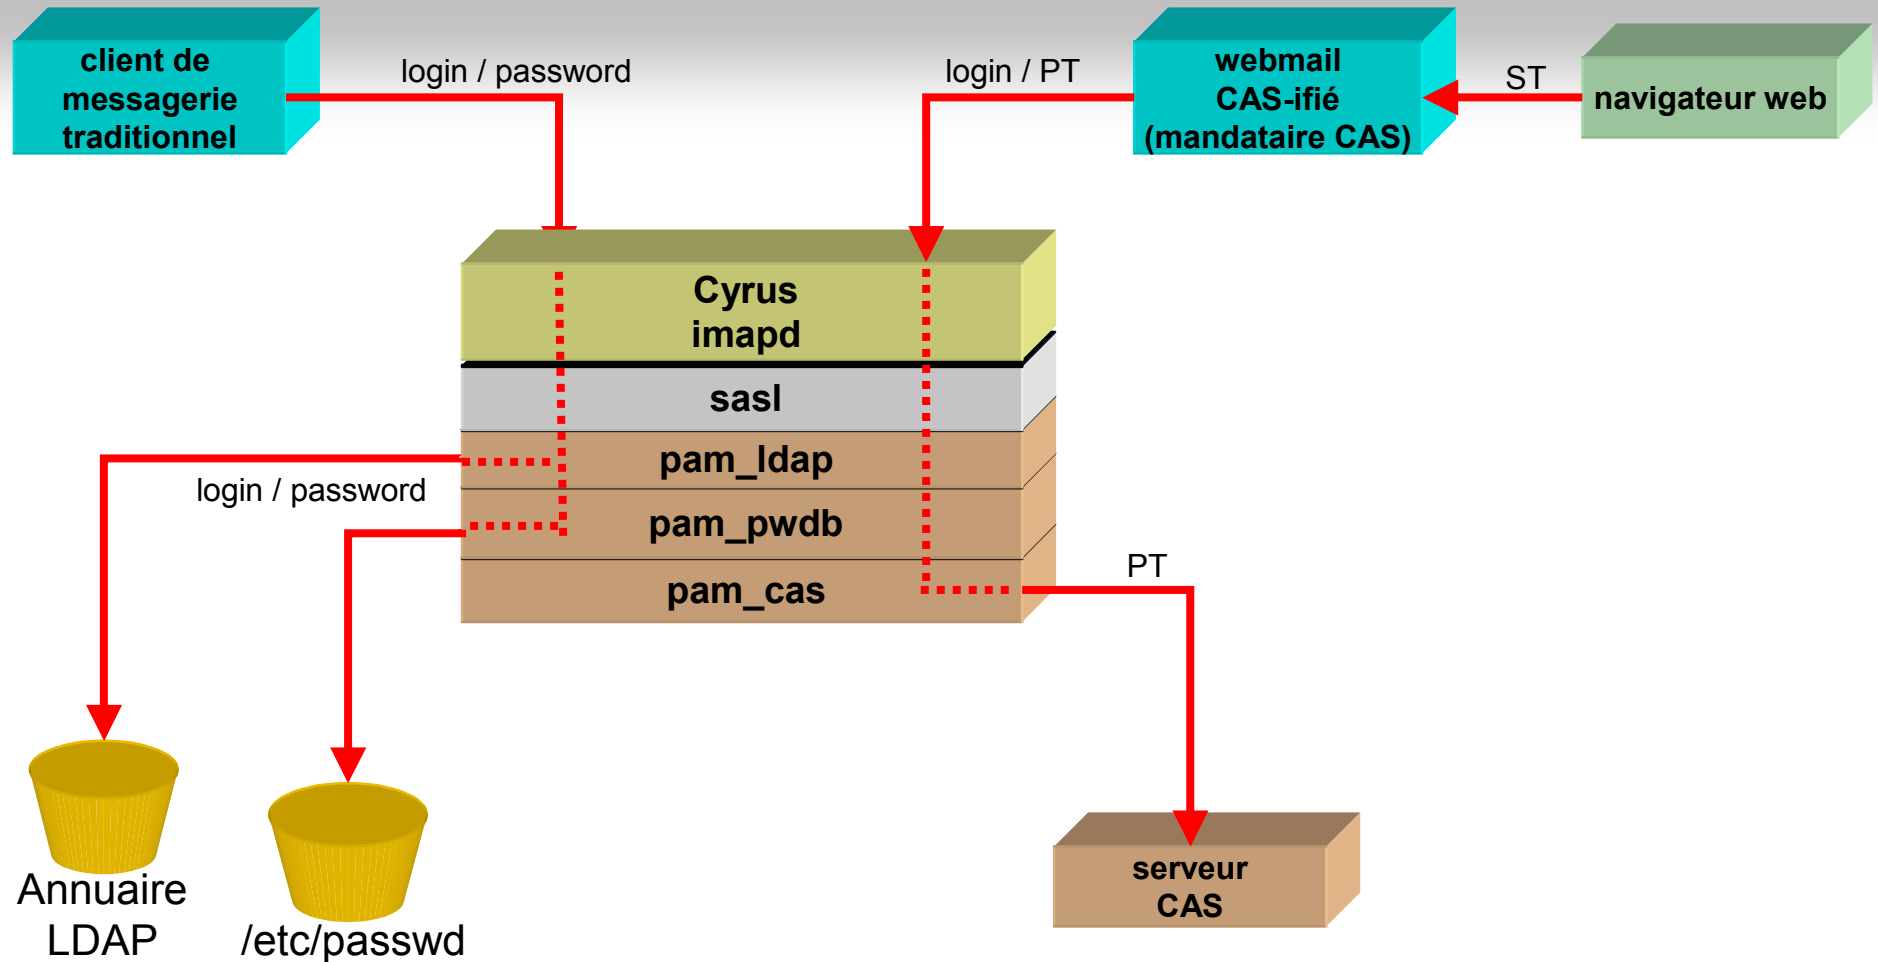 client de
messagerie
traditionnel
login / password
login / PT
webmail
CAS-ifié
(mandataire CAS)
ST
navigateur web
Cyrus
imapd
sasl
pam_ldap
login / password
pam_pwdb
PT
pam_cas
serveur
CAS
Annuaire
LDAP
/etc/passwd